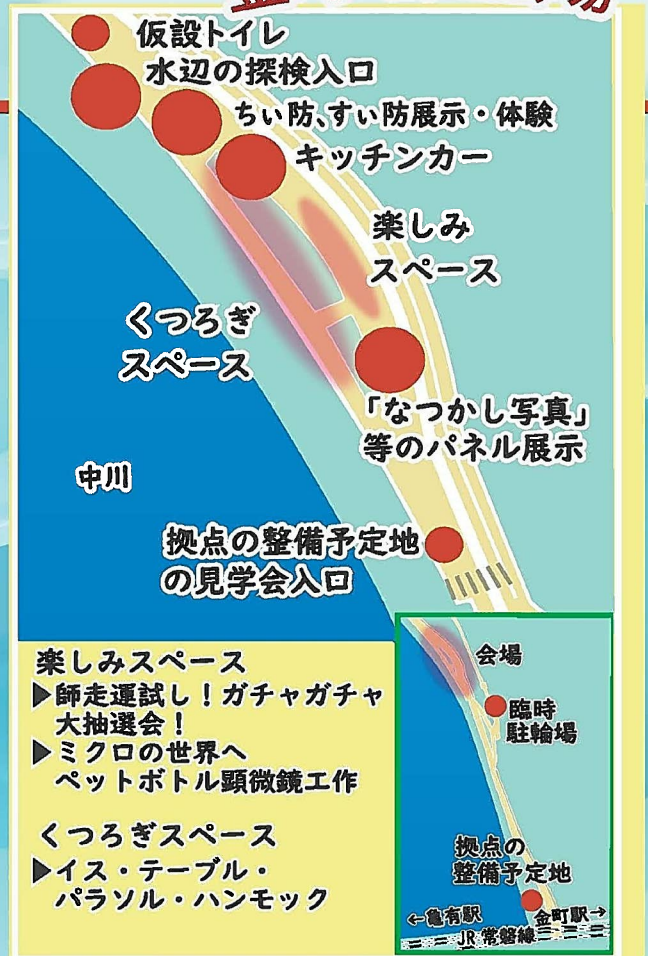 仮設トイレ
水辺の探検入口
ちぃ防、すぃ防展示・体験
キッチンカー
楽しみ
スペース
くつろぎ
スペース
「なつかし写真」
等のパネル展示
中川
拠点の整備予定地
の見学会入口
楽しみスペース
▶師走運試し！ガチャガチャ
大抽選会！
▶ミクロの世界へ
ペットボトル顕微鏡工作
くつろぎスペース
▶イス・テーブル・
パラソル・ハンモック
会場
臨時
駐輪場
拠点の
整備予定地
←亀有駅
金町駅→
JR常磐線